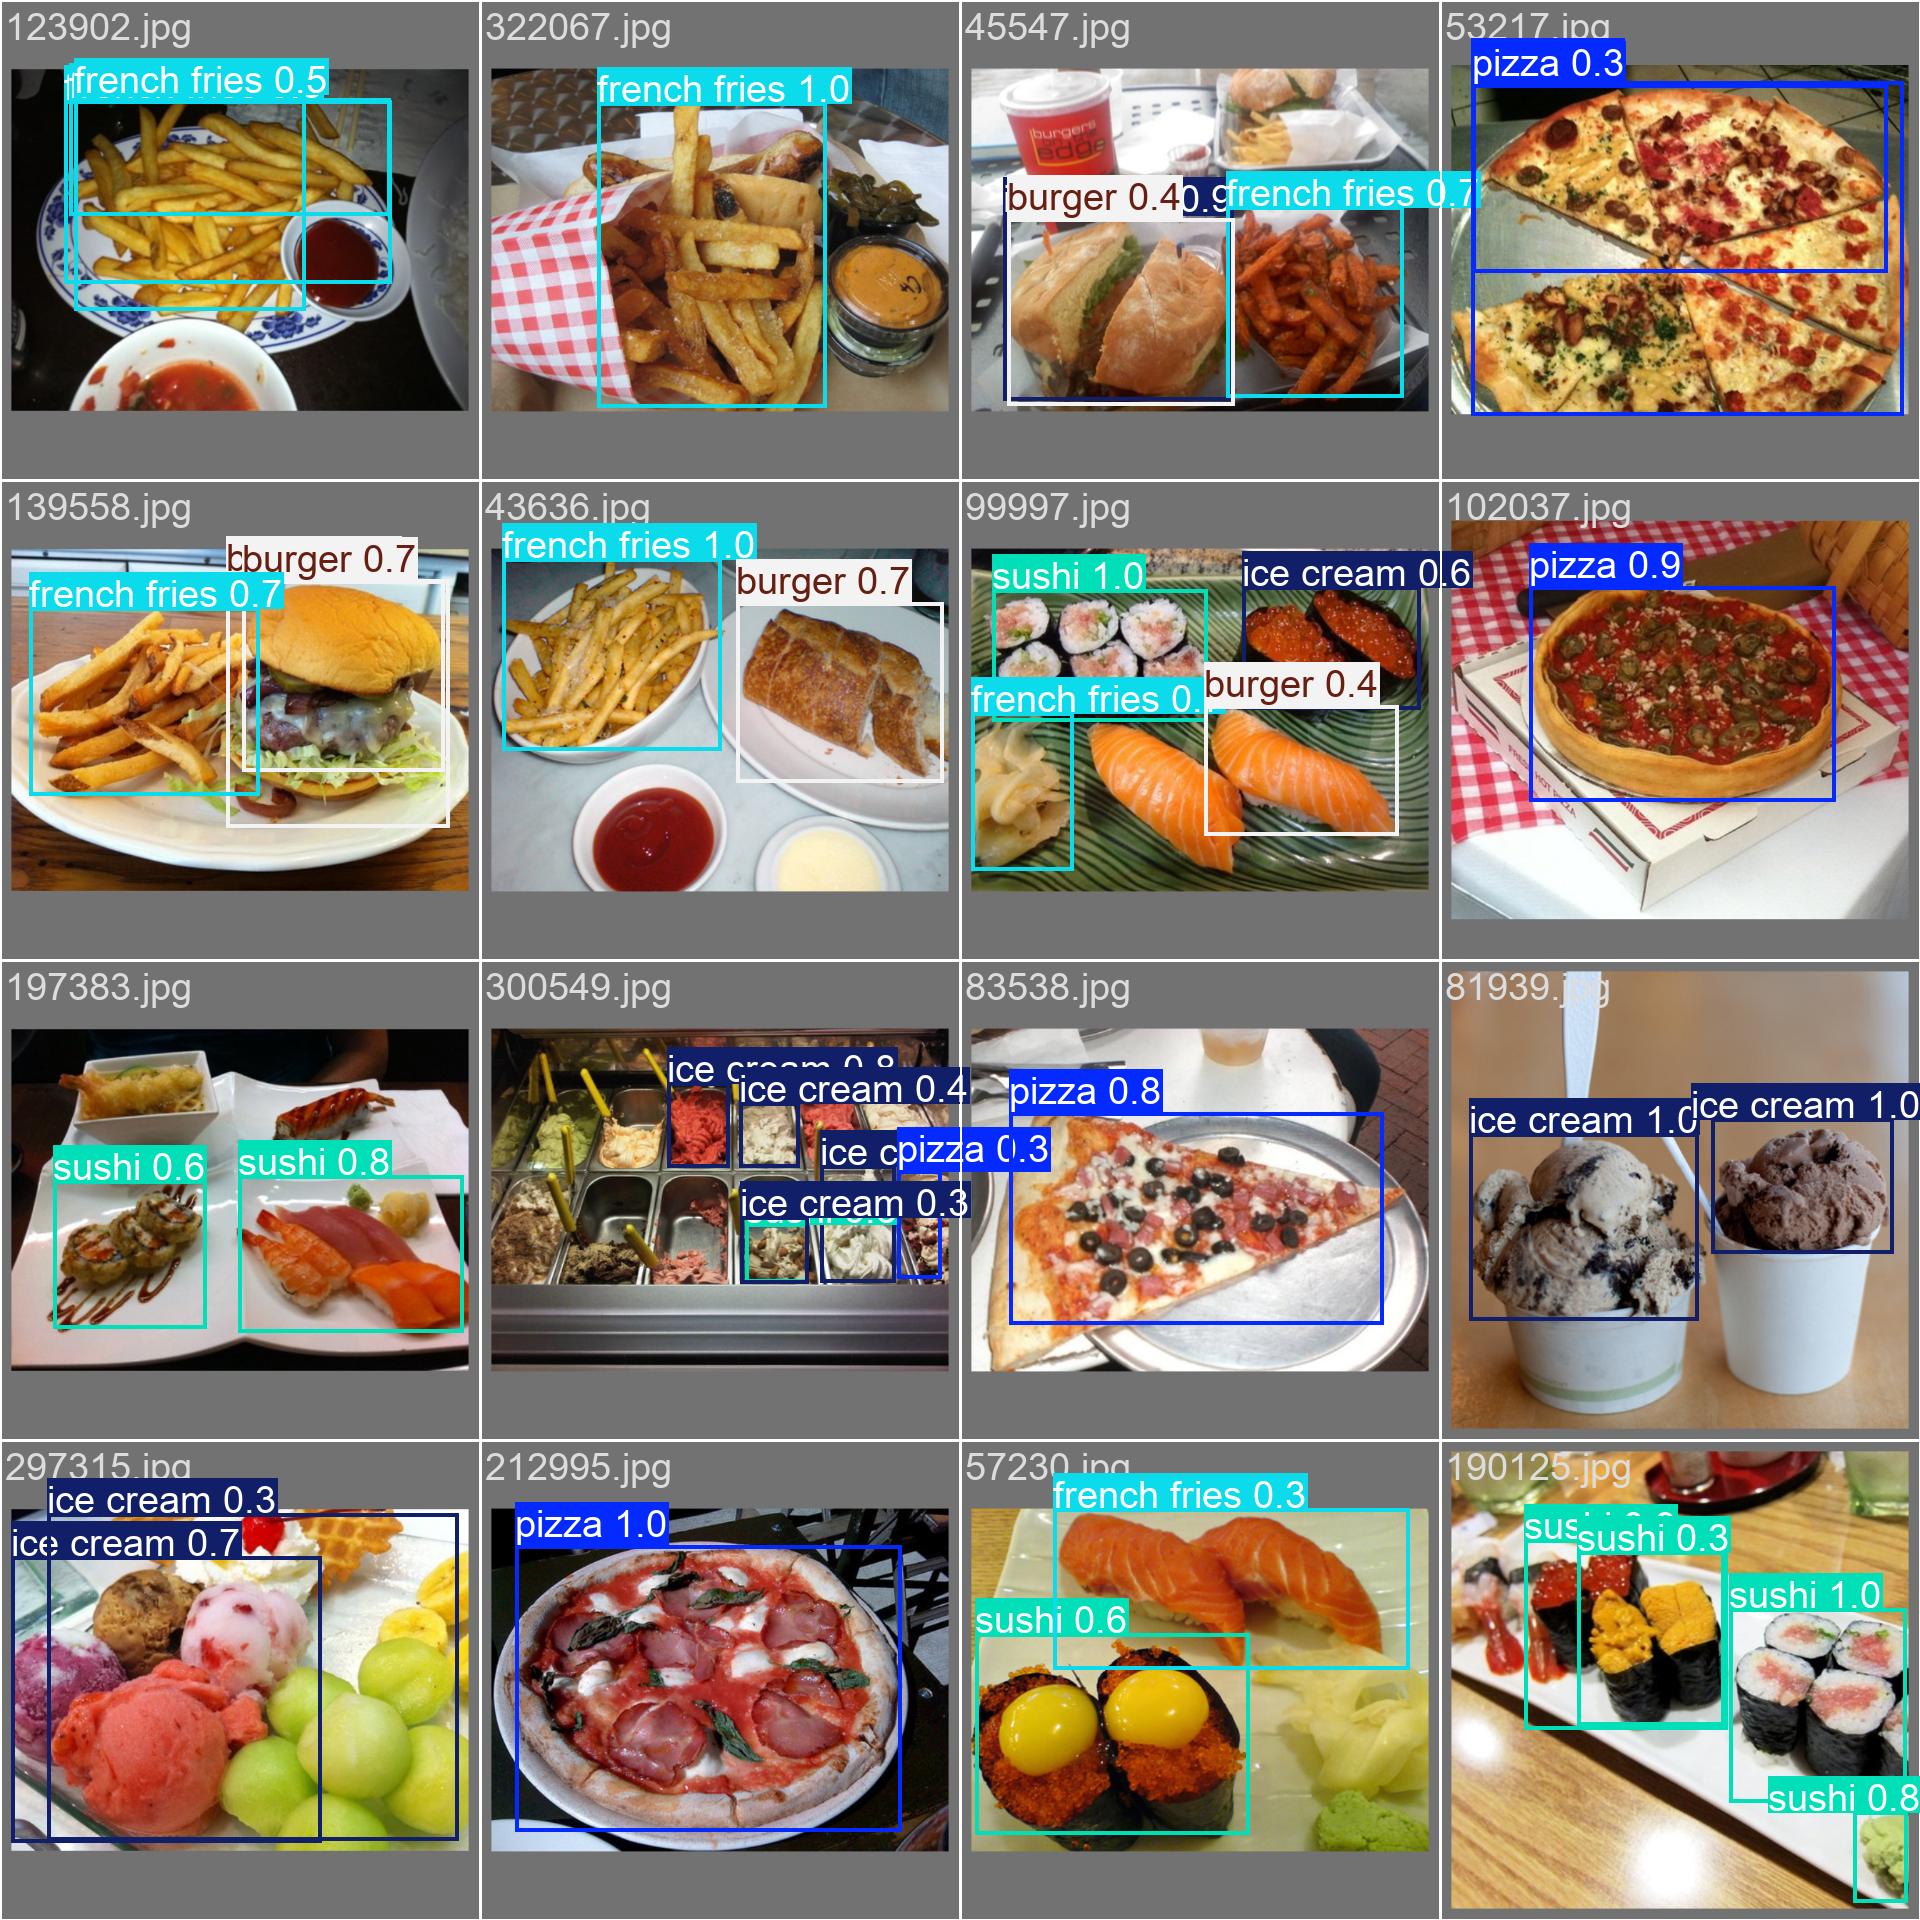 123902.jpg
french fries 0.5
322067.jpg
french fries 1.0
45547.jpg
burgers
edge
burger 0.4
0.9
french fries 0.7
53217.jpg
pizza 0.3
139558.jpg
burger 0.7
french fries 0.7
43636.jpg
french fries 1.0
burger 0.7
99997.jpg
sushi 1.0
ice cream 0.6
french fries 0.
burger 0.4
102037.jpg
pizza 0.9
197383.jpg
sushi 0.6
sushi 0.8
300549.jpg
ice cream 0.8
ice cream 0.4
ice c
pizza 0.3
ice cream 0.3
83538.jpg
pizza 0.8
81939.jpg
ice cream 1.0
ice cream 1.0
297315.jpg
ice cream 0.3
ice cream 0.7
212995.jpg
pizza 1.0
57230.jpg
french fries 0.3
sushi 0.6
190125.jpg
sushi 0.3
sushi 1.0
sushi 0.8